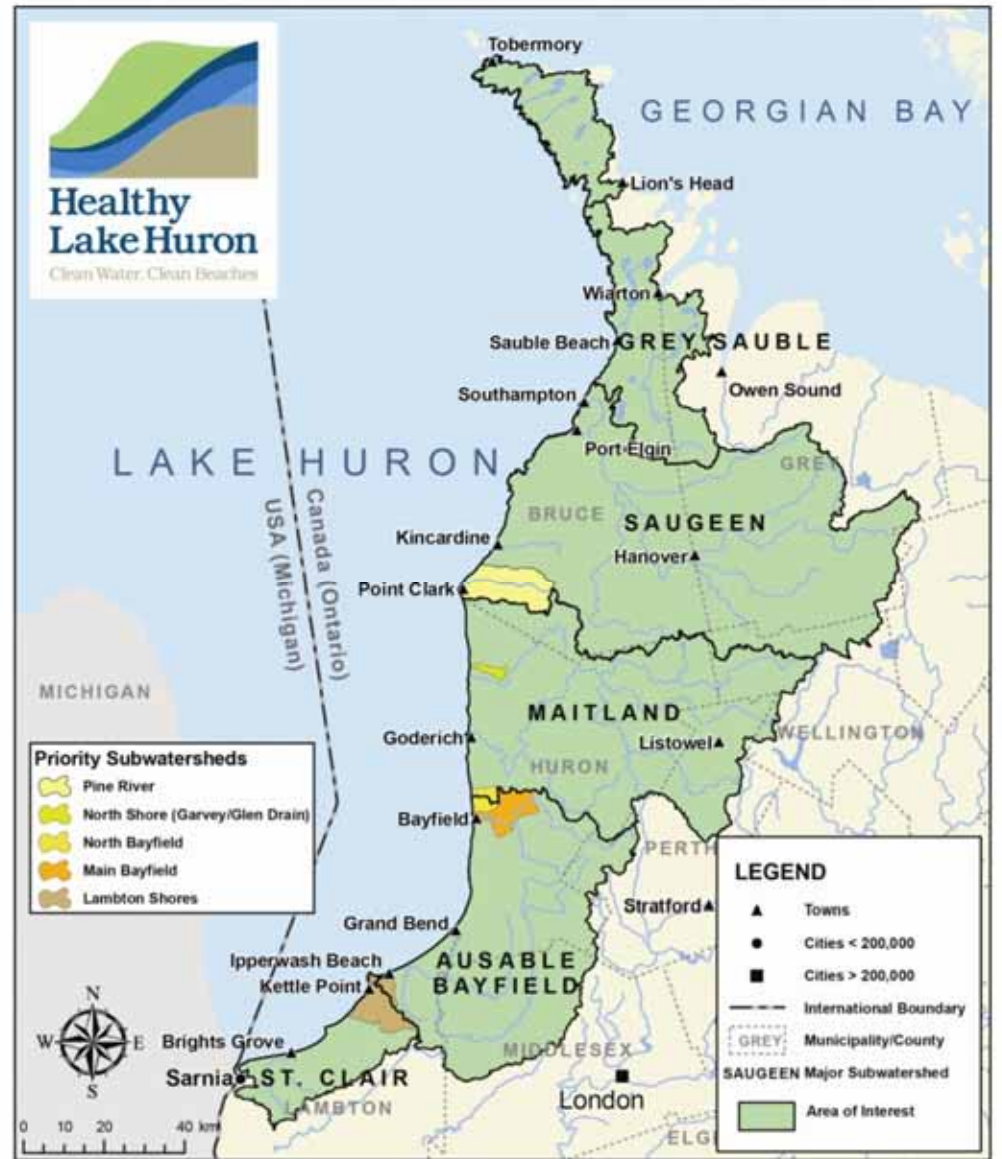 Healthy
Lake Huron
Clean Water, Clean Beaches
Tobermory
GEORGIAN BAY
Lion's Head
Wiarton
Sauble Beach
GREY SAUBLE
Owen Sound
Southampton
Port Elgin
LAKE HURON
GREY
BRUCE
SAUGEEN
Kincardine
Hanover
Canada (Ontario)
USA (Michigan)
Point Clark
MICHIGAN
MAITLAND
WELLINGTON
Goderich
Listowel
HURON
Priority Subwatersheds
Pine River
North Shore (Garvey/Glen Drain)
North Bayfield
Main Bayfield
Lambton Shores
Bayfield
PERTH
Stratford
Grand Bend
Ipperwash Beach
AUSABLE
BAYFIELD
Kettle Point
Brights Grove
MIDDLESEX
Sarnia
ST. CLAIR
LAMBTON
London
ELGI
N
W E
S
0 10 20 40 km
LEGEND
Towns
Cities < 200,000
Cities > 200,000
International Boundary
GREY Municipality/County
SAUGEEN Major Subwatershed
Area of Interest